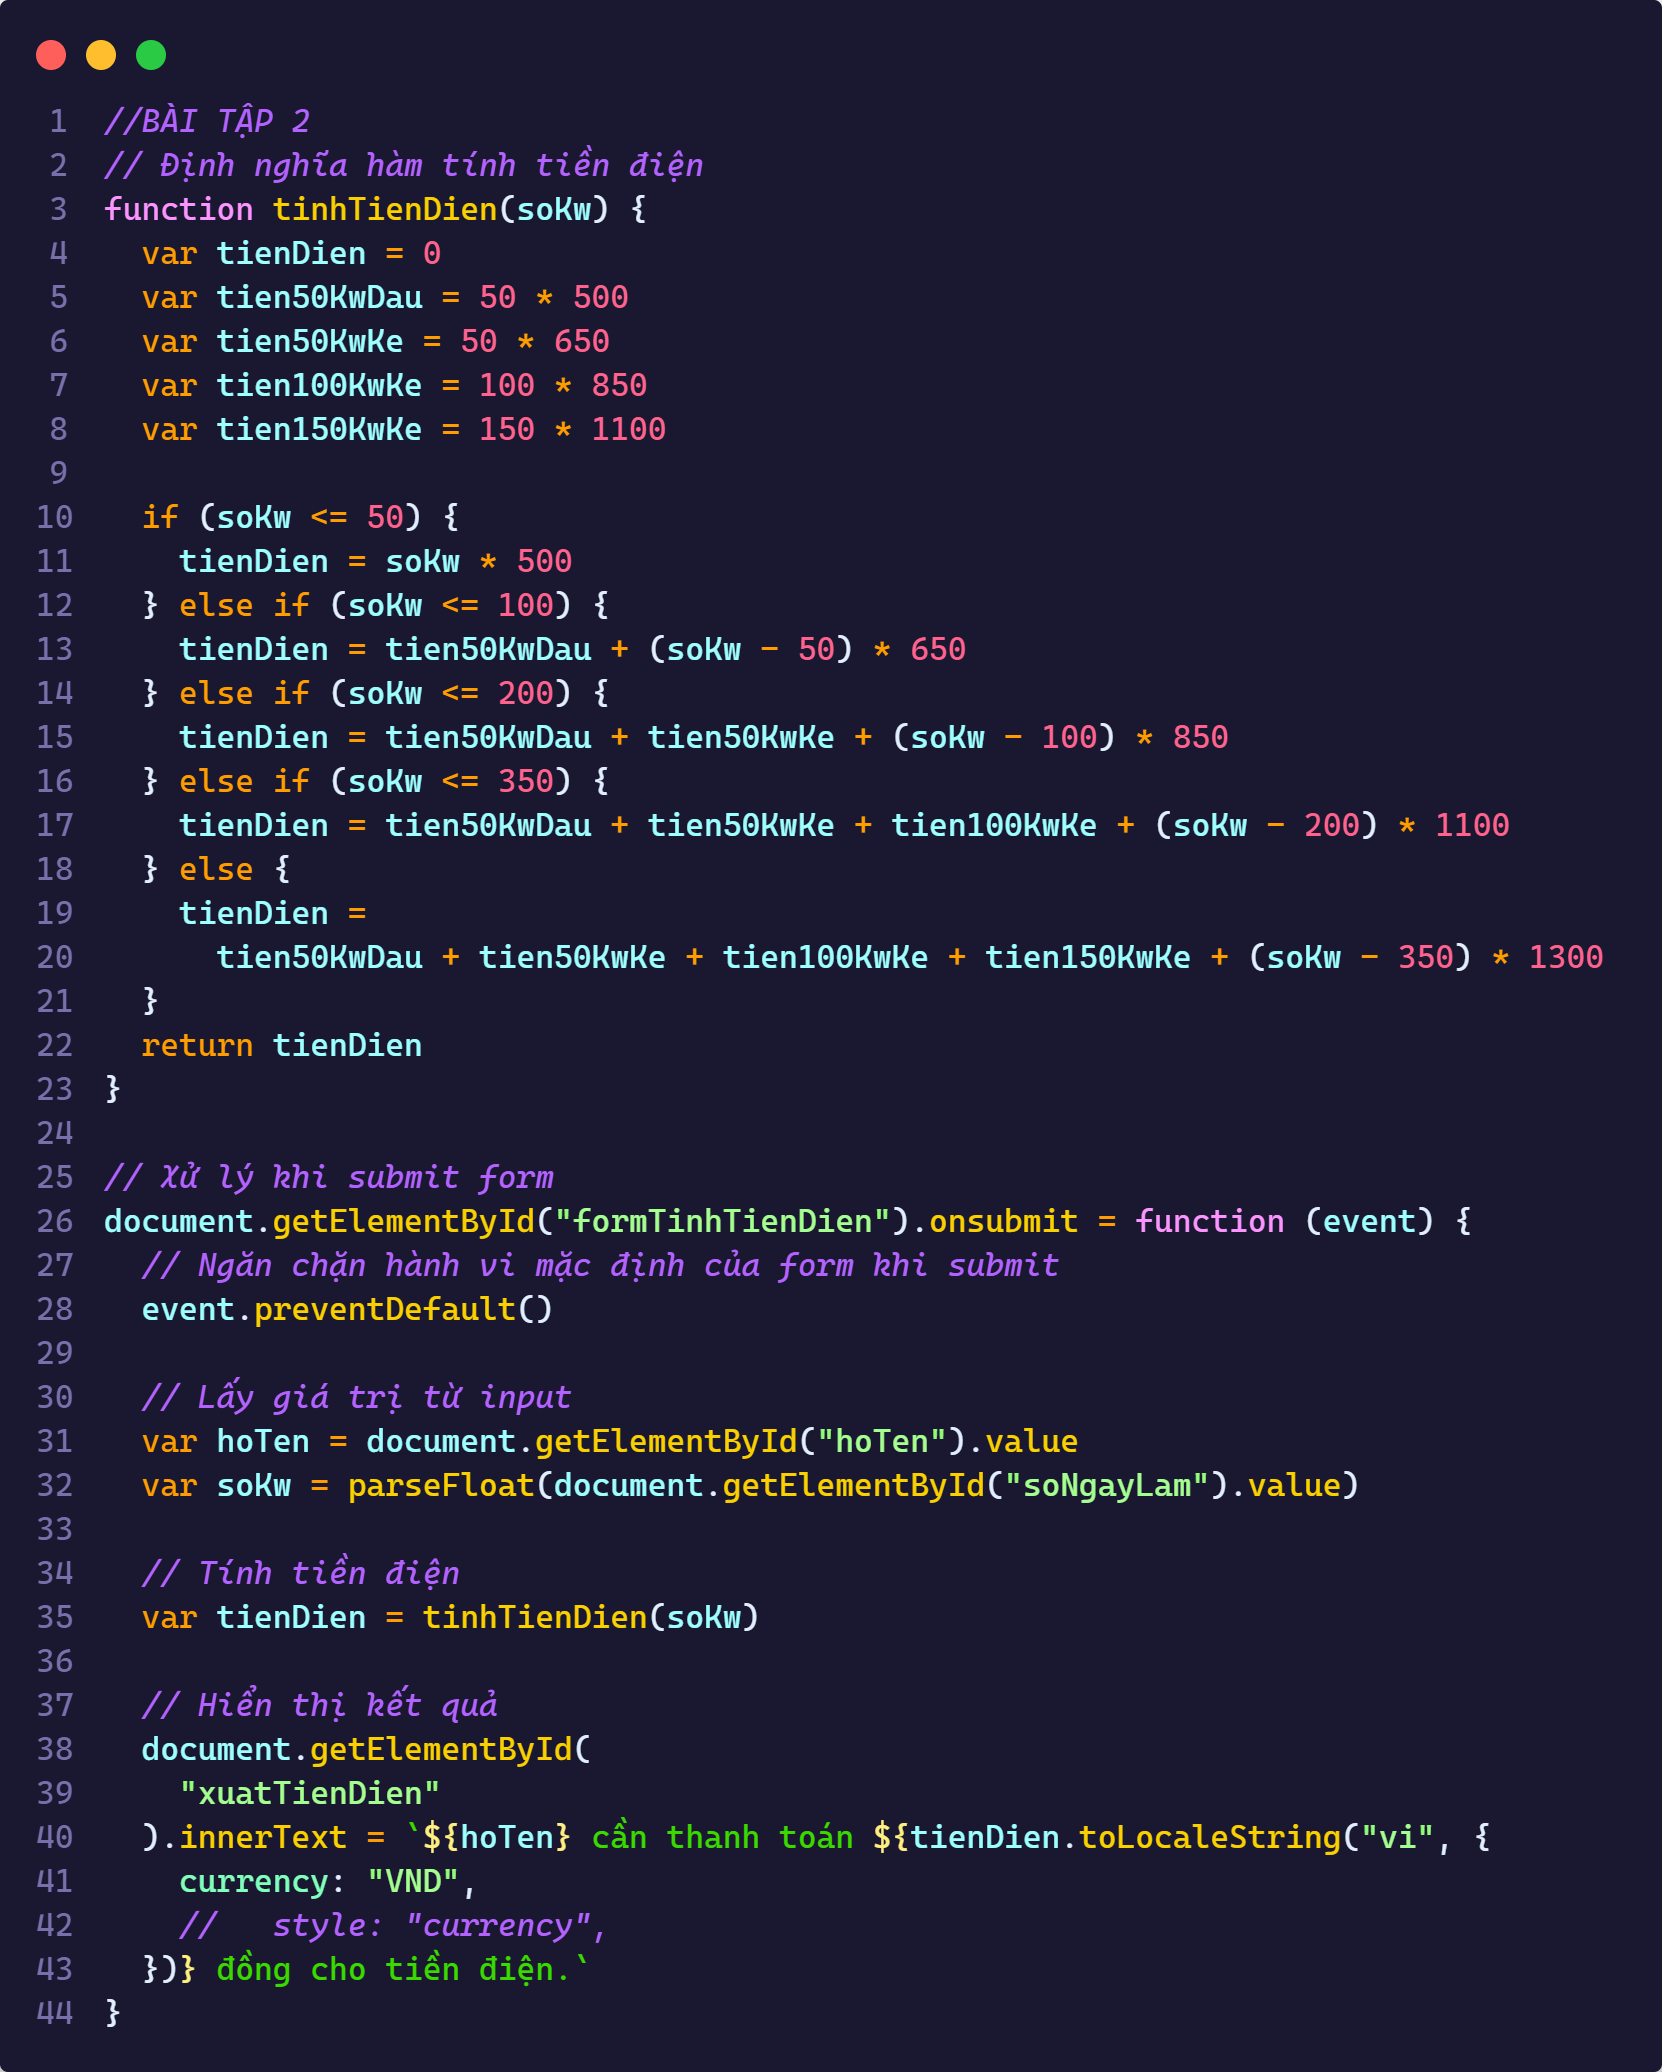 1 //BÀI TẬP 2
2 // Định nghĩa hàm tính tiền điện
3 function tinhTienDien(soKw) {
4   var tienDien = 0
5   var tien50KwDau = 50 * 500
6   var tien50KwKe = 50 * 650
7   var tien100KwKe = 100 * 850
8   var tien150KwKe = 150 * 1100
9
10   if (soKw <= 50) {
11     tienDien = soKw * 500
12   } else if (soKw <= 100) {
13     tienDien = tien50KwDau + (soKw - 50) * 650
14   } else if (soKw <= 200) {
15     tienDien = tien50KwDau + tien50KwKe + (soKw - 100) * 850
16   } else if (soKw <= 350) {
17     tienDien = tien50KwDau + tien50KwKe + tien100KwKe + (soKw - 200) * 1100
18   } else {
19     tienDien =
20       tien50KwDau + tien50KwKe + tien100KwKe + tien150KwKe + (soKw - 350) * 1300
21   }
22   return tienDien
23 }
24
25 // Xử lý khi submit form
26 document.getElementById("formTinhTienDien").onsubmit = function (event) {
27   // Ngăn chặn hành vi mặc định của form khi submit
28   event.preventDefault()
29
30   // Lấy giá trị từ input
31   var hoTen = document.getElementById("hoTen").value
32   var soKw = parseFloat(document.getElementById("soNgayLam").value)
33
34   // Tính tiền điện
35   var tienDien = tinhTienDien(soKw)
36
37   // Hiển thị kết quả
38   document.getElementById(
39     "xuatTienDien"
40   ).innerText = `${hoTen} cần thanh toán ${tienDien.toLocaleString("vi", {
41     currency: "VND",
42     //   style: "currency",
43   })} đồng cho tiền điện.`
44 }